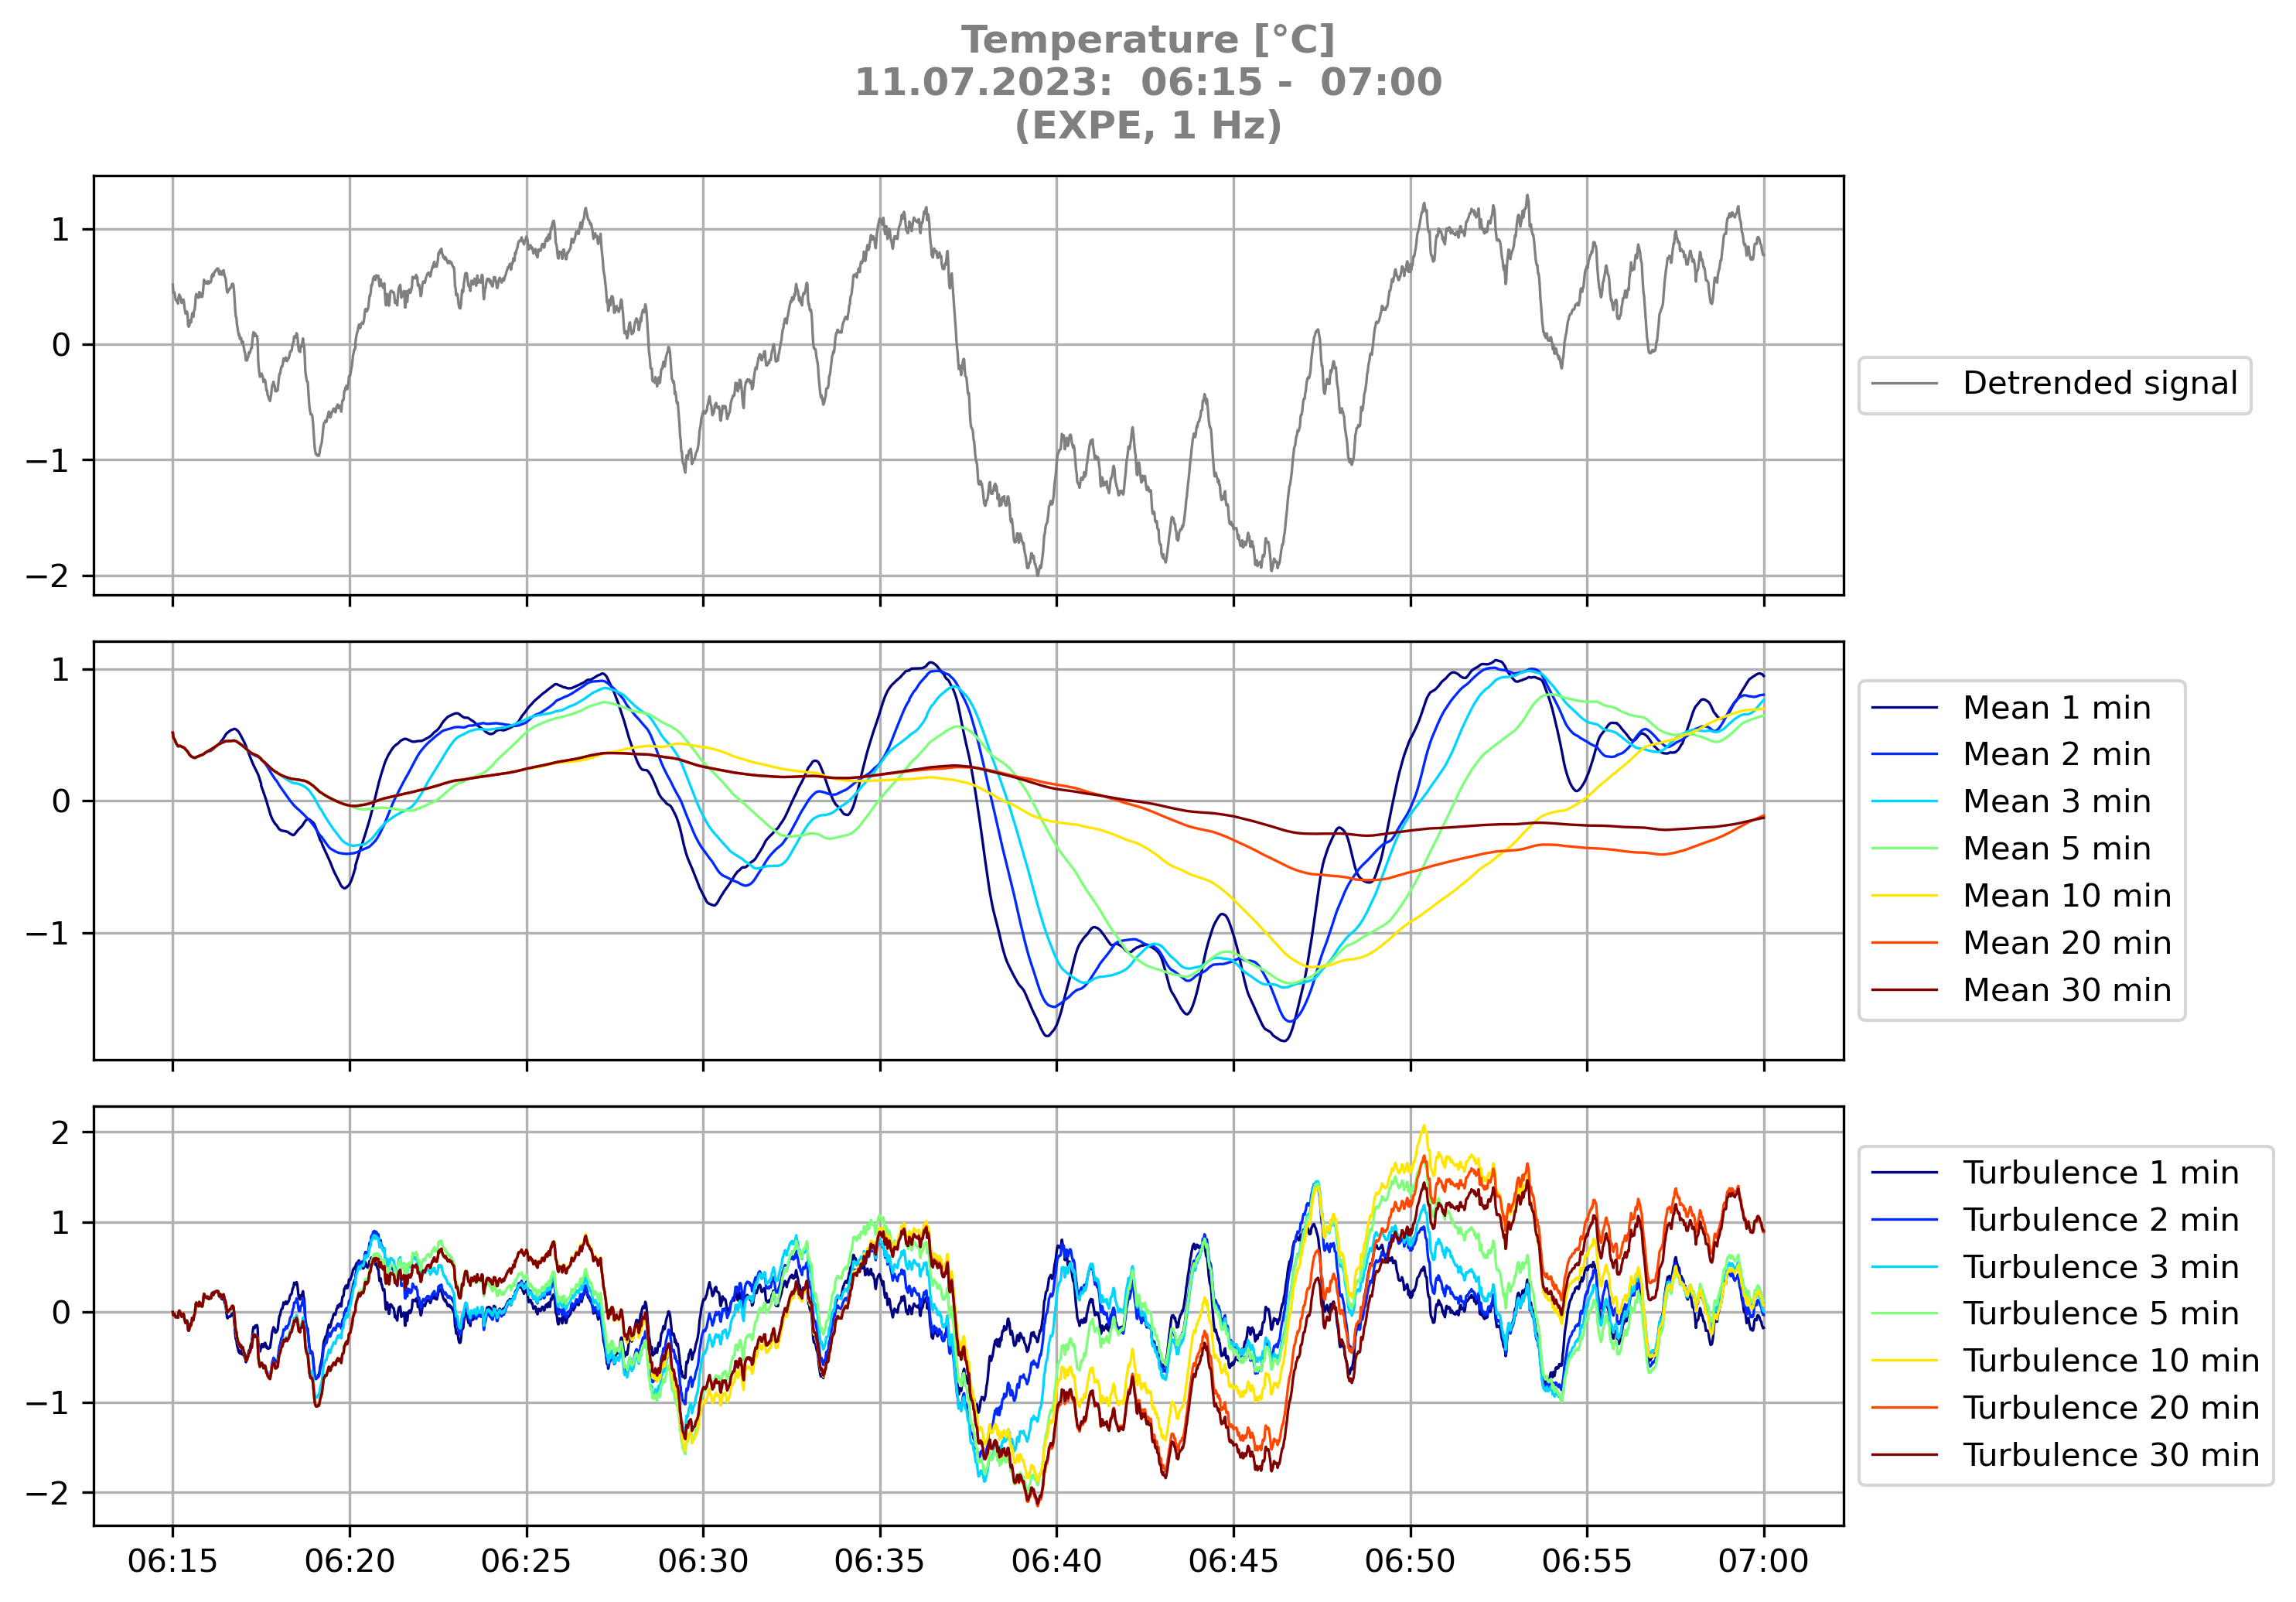 Temperature [°C]
11.07.2023:  06:15 -  07:00
(EXPE, 1 Hz)
1
0
−1
−2
Detrended signal
1
0
−1
Mean 1 min
Mean 2 min
Mean 3 min
Mean 5 min
Mean 10 min
Mean 20 min
Mean 30 min
2
1
0
−1
−2
Turbulence 1 min
Turbulence 2 min
Turbulence 3 min
Turbulence 5 min
Turbulence 10 min
Turbulence 20 min
Turbulence 30 min
06:15 06:20 06:25 06:30 06:35 06:40 06:45 06:50 06:55 07:00